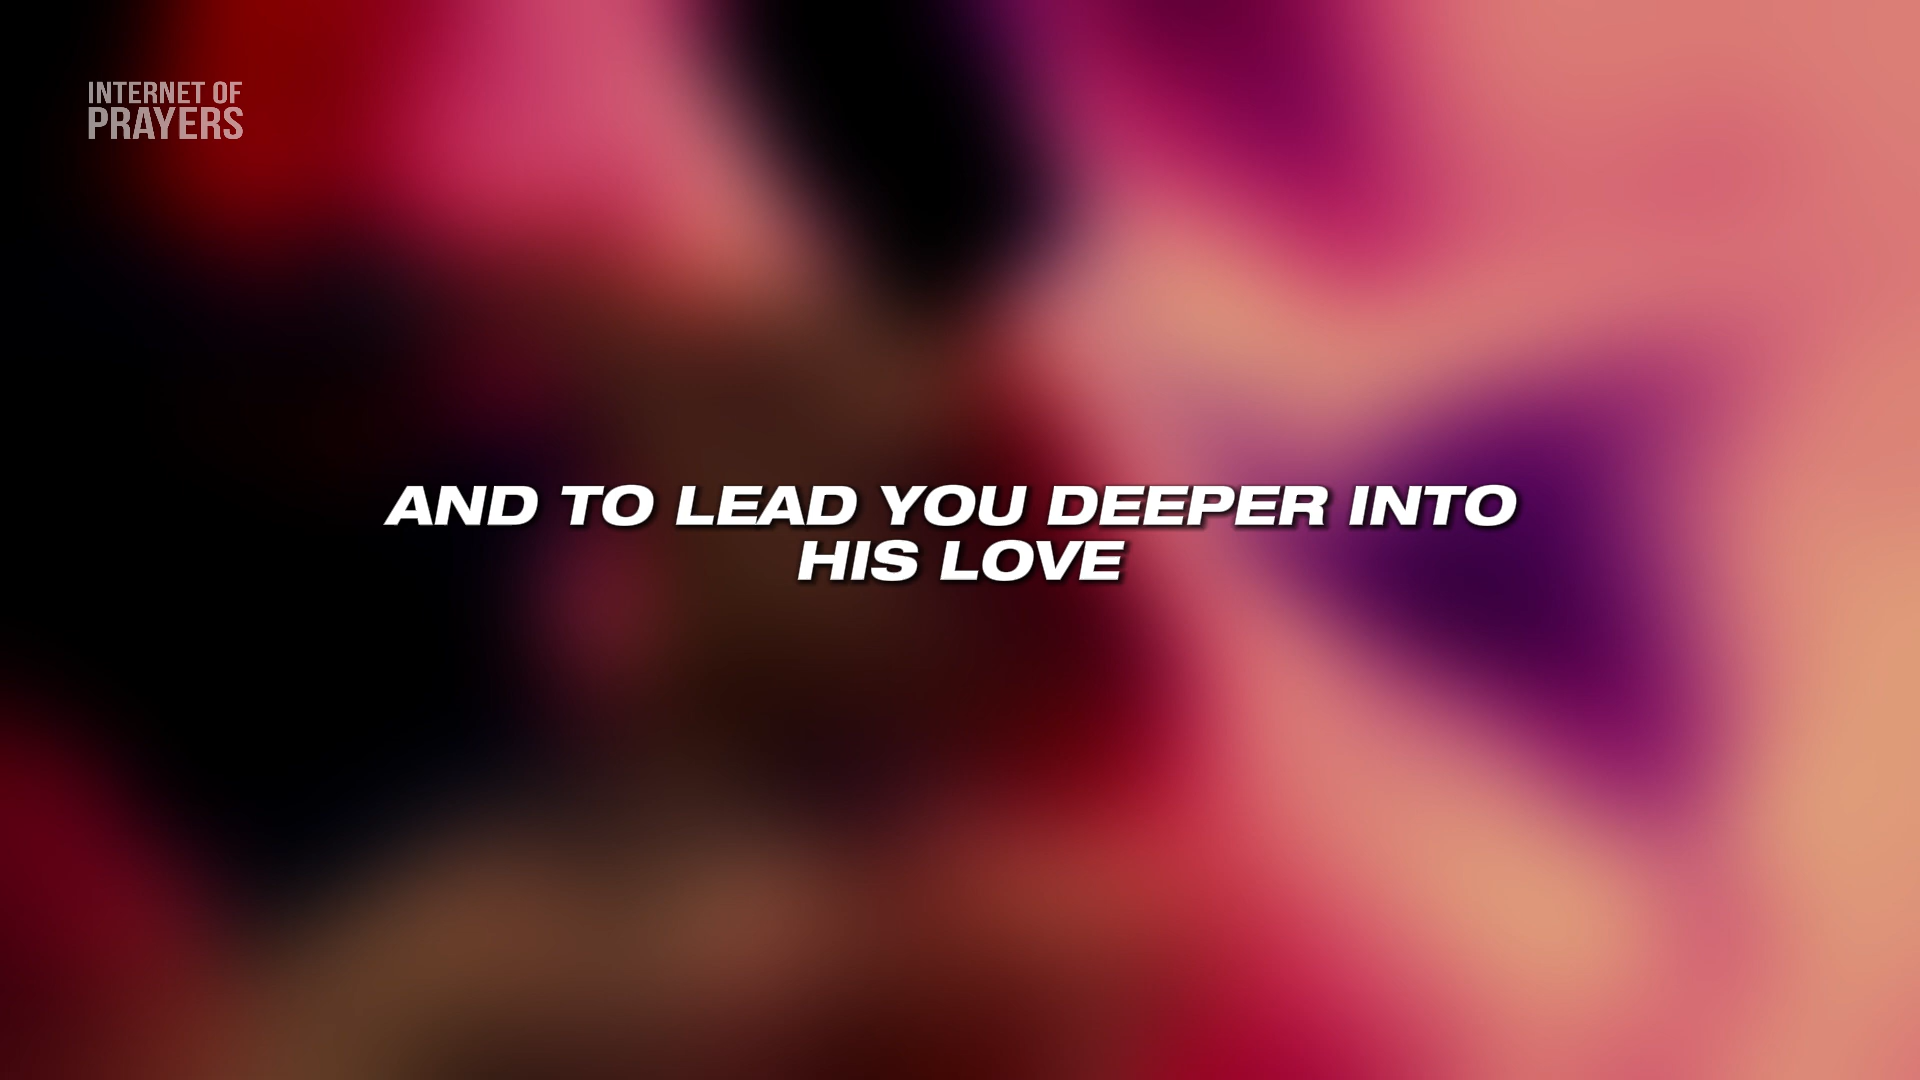 INTERNET OF
PRAYERS
AND TO LEAD YOU DEEPER INTO
HIS LOVE